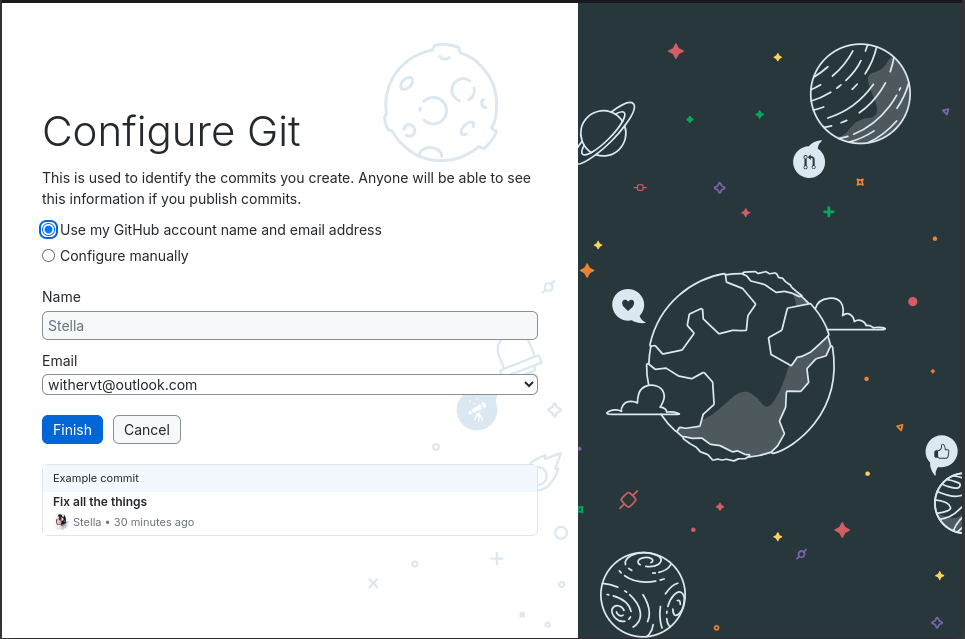 Configure Git
This is used to identify the commits you create. Anyone will be able to see
this information if you publish commits.
Use my GitHub account name and email address
Configure manually
Name
Stella
Email
withervt@outlook.com
Finish Cancel
Example commit
Fix all the things
Stella • 30 minutes ago